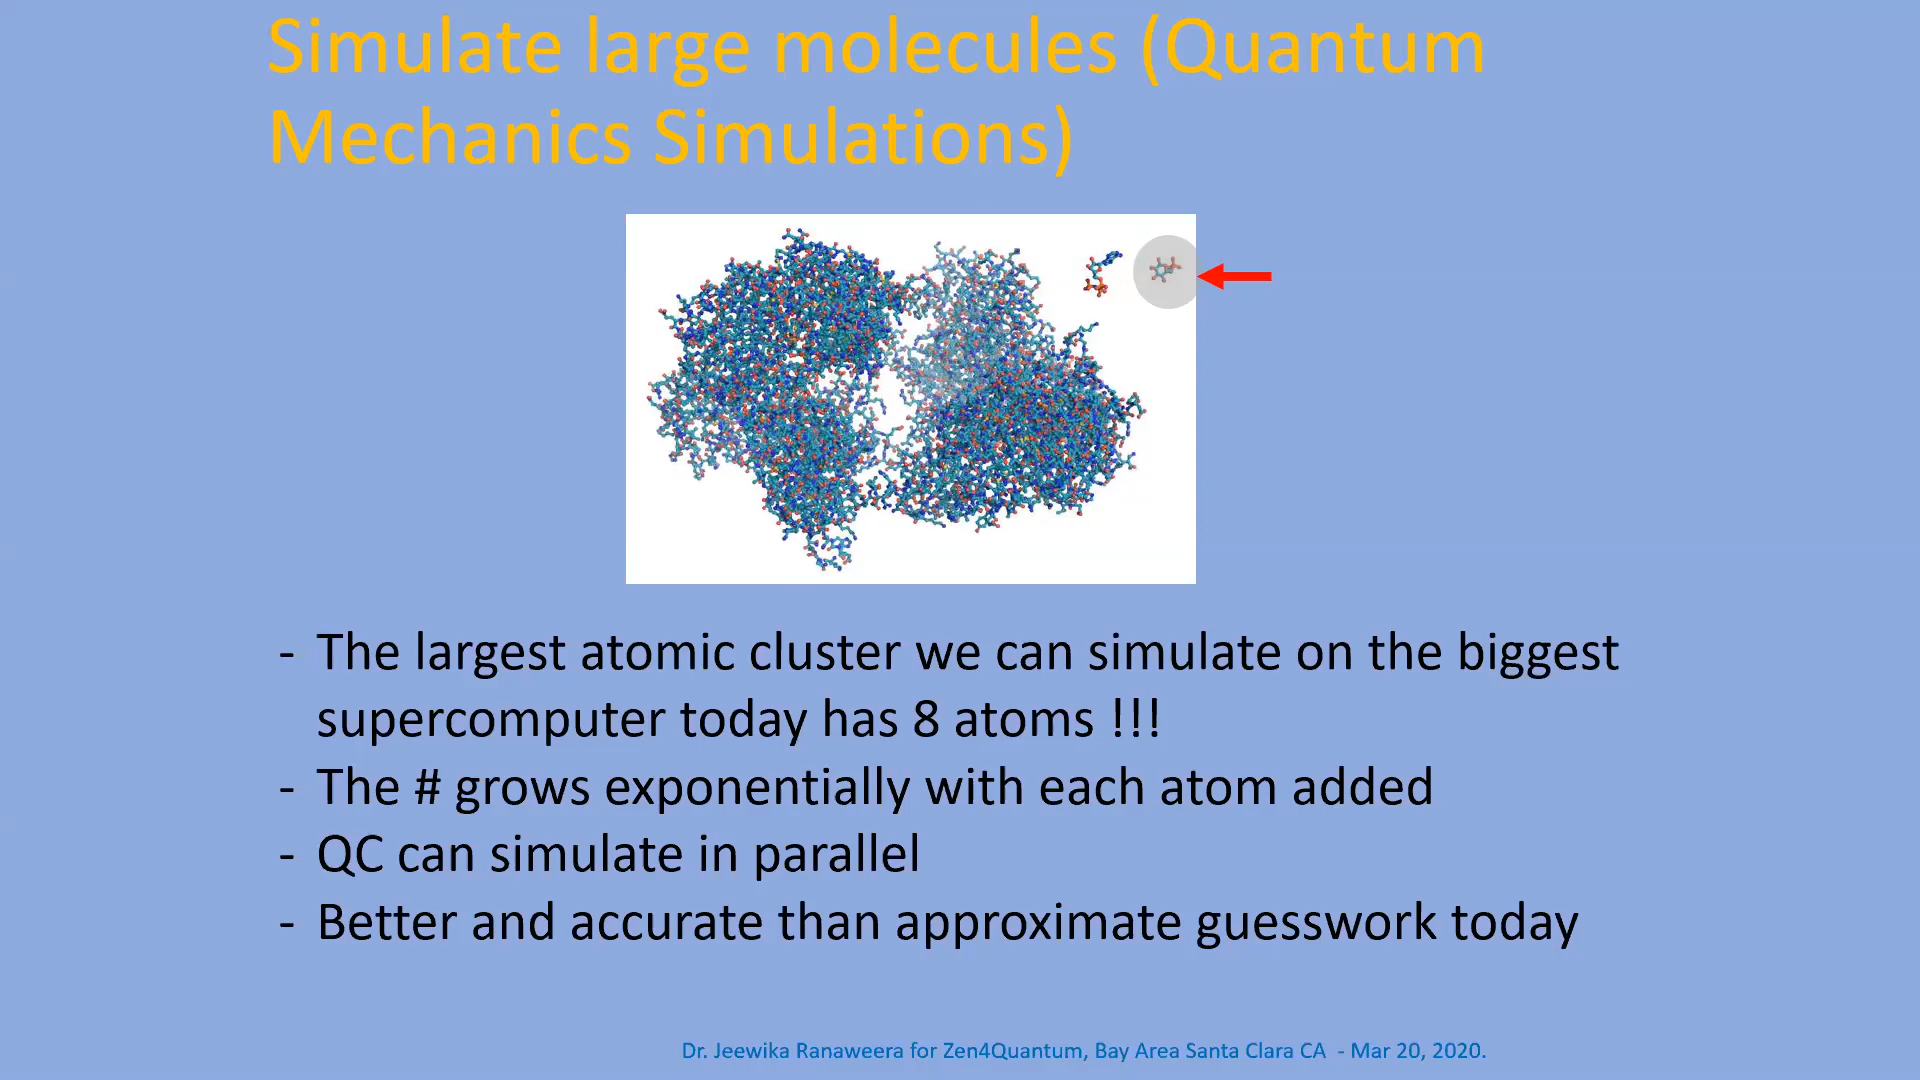 Simulate large molecules (Quantum
Mechanics Simulations)
- The largest atomic cluster we can simulate on the biggest
supercomputer today has 8 atoms !!!
- The # grows exponentially with each atom added
- QC can simulate in parallel
- Better and accurate than approximate guesswork today
Dr. Jeewika Ranaweera for Zen4Quantum, Bay Area Santa Clara CA - Mar 20, 2020.